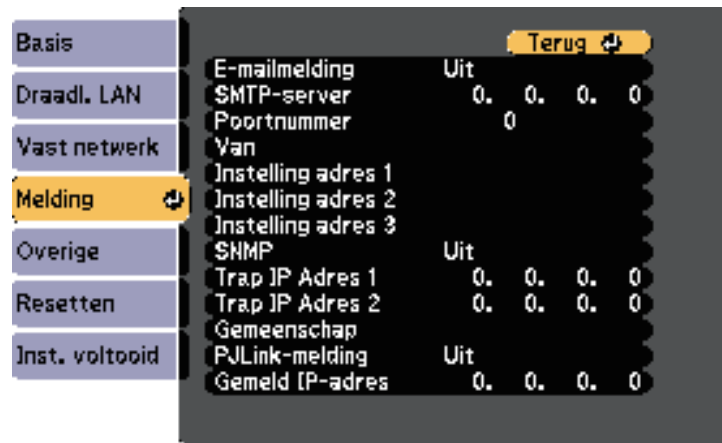 Basis
Draadl. LAN
Vast netwerk
Melding
Overige
Resetten
Inst. voltooid
Terug
E-mailmelding Uit
SMTP-server 0. 0. 0. 0
Poortnummer 0
Van
Instelling adres 1
Instelling adres 2
Instelling adres 3
SNMP Uit
Trap IP Adres 1 0. 0. 0. 0
Trap IP Adres 2 0. 0. 0. 0
Gemeenschap
PJLink-melding Uit
Gemeld IP-adres 0. 0. 0. 0